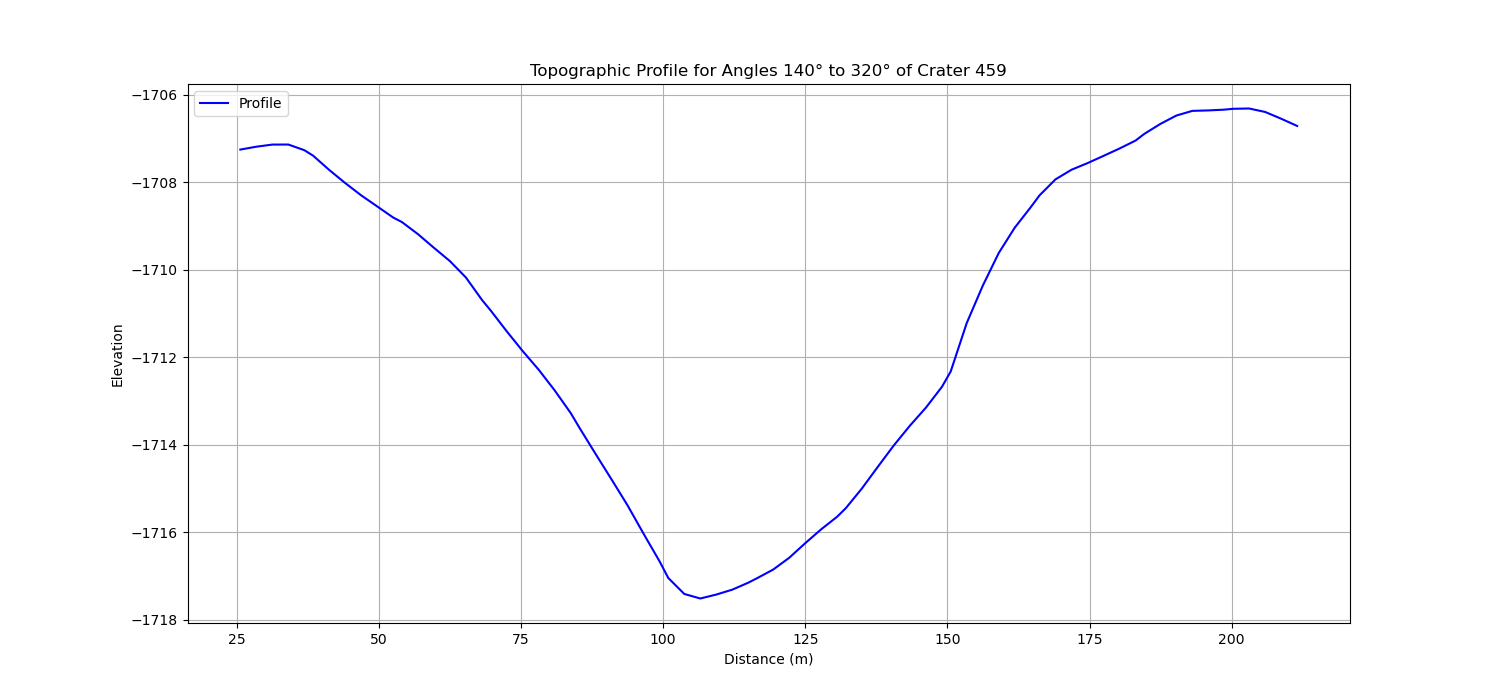 Topographic Profile for Angles 140° to 320° of Crater 459
Profile
−1706
−1708
−1710
−1712
−1714
−1716
−1718
Elevation
25 50 75 100 125 150 175 200
Distance (m)